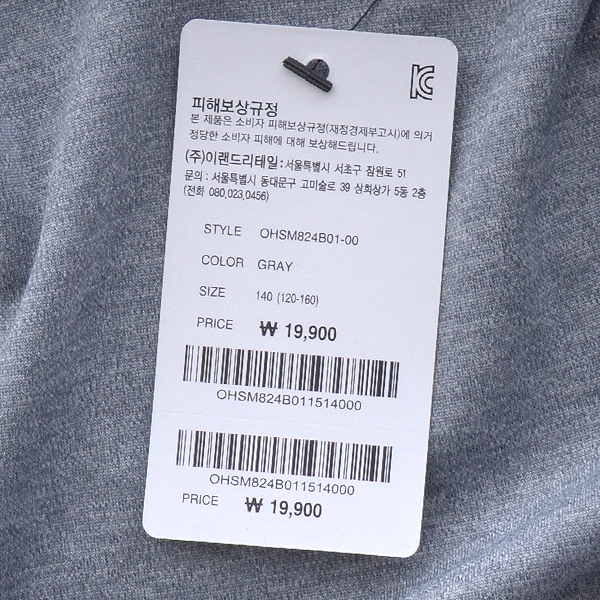 피해보상규정
본 제품은 소비자 피해보상규정(재정경제부고시)에 의거
정당한 소비자 피해에 대해 보상해드립니다.
(주)이랜드리테일:서울특별시 서초구 잠원로 51
문의 : 서울특별시 동대문구 고미술로 39 삼희상가 5동 2층
(전화 080,023,0456)
STYLE OHSM824B01-00
COLOR GRAY
SIZE 140 (120-160)
PRICE ₩ 19,900
OHSM824B011514000
OHSM824B011514000
PRICE ₩ 19,900